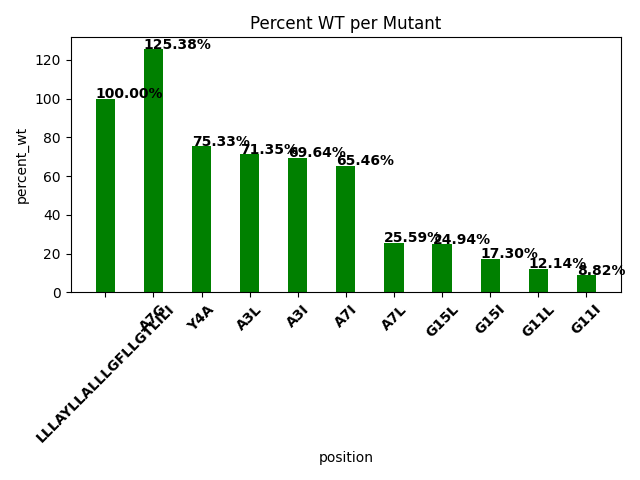 Percent WT per Mutant
125.38%
100.00%
75.33%
71.35%
69.64%
65.46%
25.59%
24.94%
17.30%
12.14%
8.82%
120
100
80
60
40
20
0
percent_wt
LLLAYLLALLLGFLLGTLILI
A7G
Y4A
A3L
A3I
A7I
A7L
G15L
G15I
G11L
G11I
position